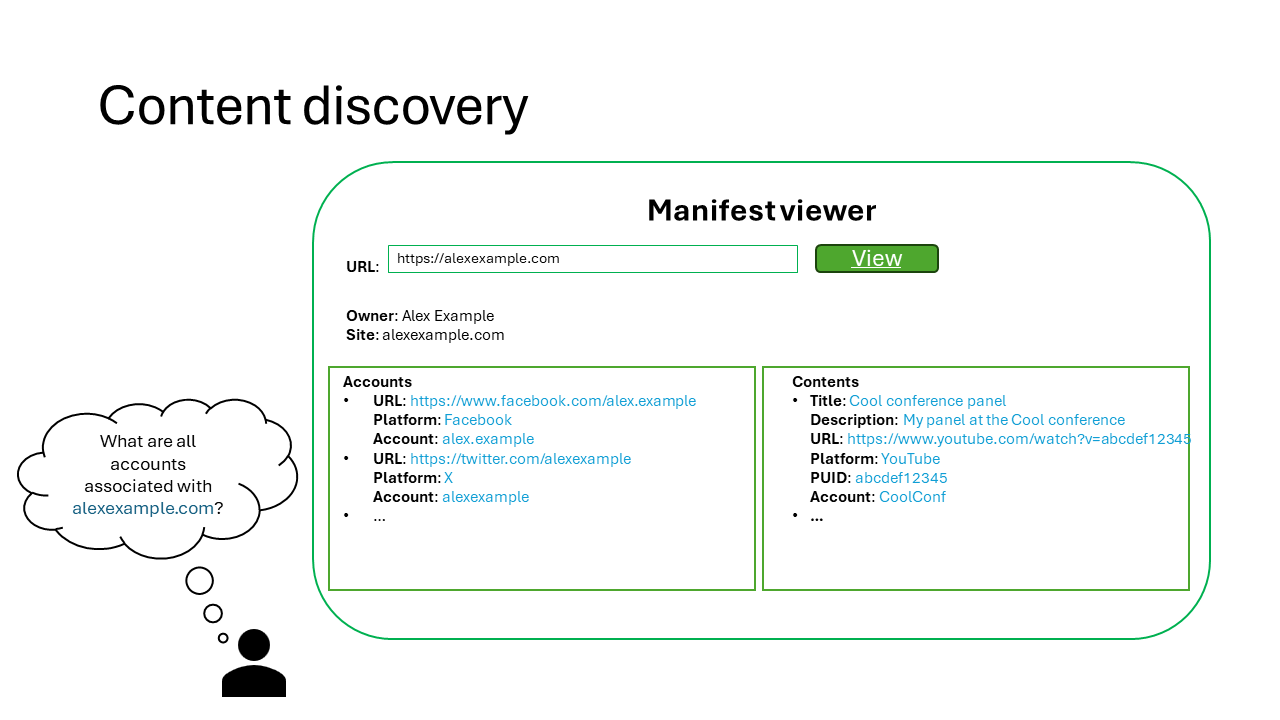 Content discovery
Manifest viewer
URL: https://alexexample.com View
Owner: Alex Example
Site: alexexample.com
Accounts
• URL: https://www.facebook.com/alex.example
Platform: Facebook
Account: alex.example
• URL: https://twitter.com/alexexample
Platform: X
Account: alexexample
• ...
Contents
• Title: Cool conference panel
Description: My panel at the Cool conference
URL: https://www.youtube.com/watch?v=abcdef12345
Platform: YouTube
PUID: abcdef12345
Account: CoolConf
• ...
What are all
accounts
associated with
alexexample.com?